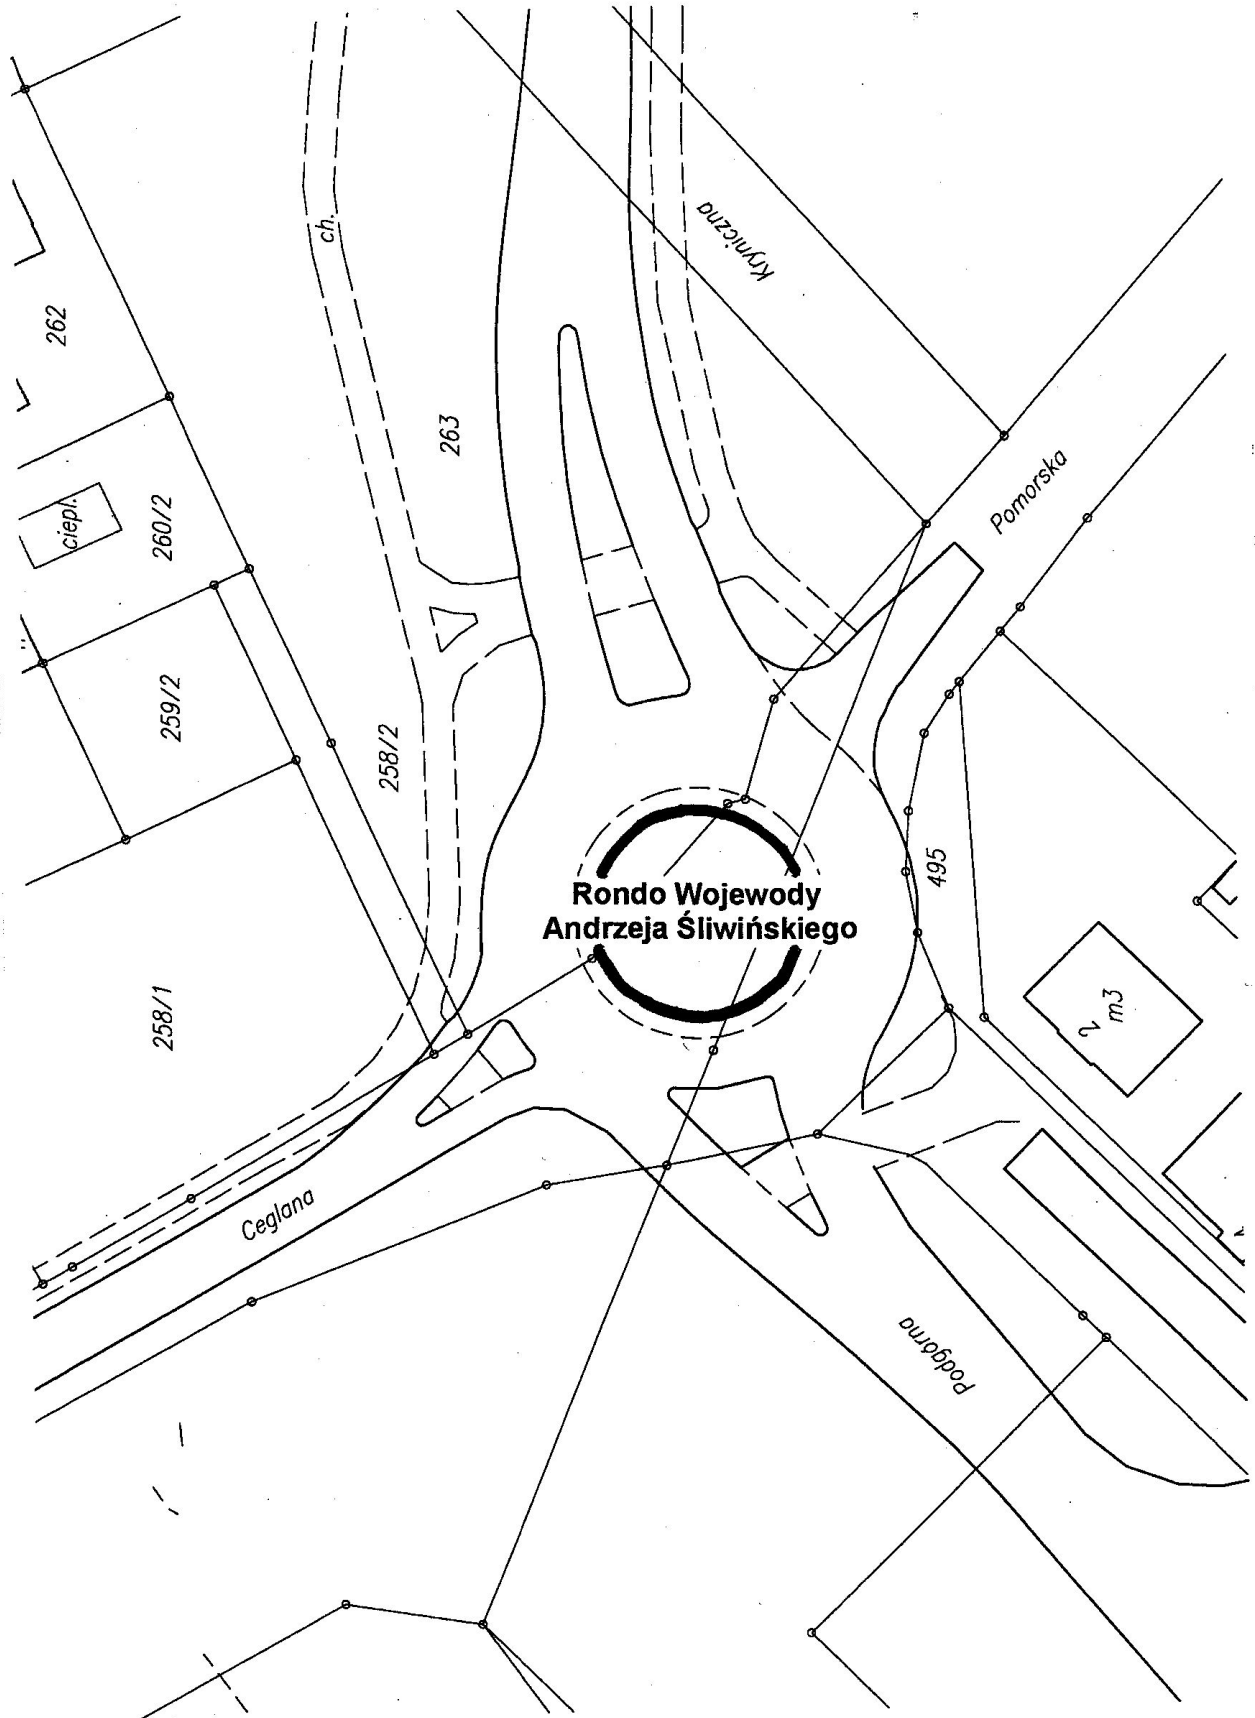 ch.
Kryniczna
262
263
Pomorska
ciepl.
260/2
259/2
258/2
495
Rondo Wojewody
Andrzeja Śliwińskiego
258/1
2
m3
Ceglana
Podgórna